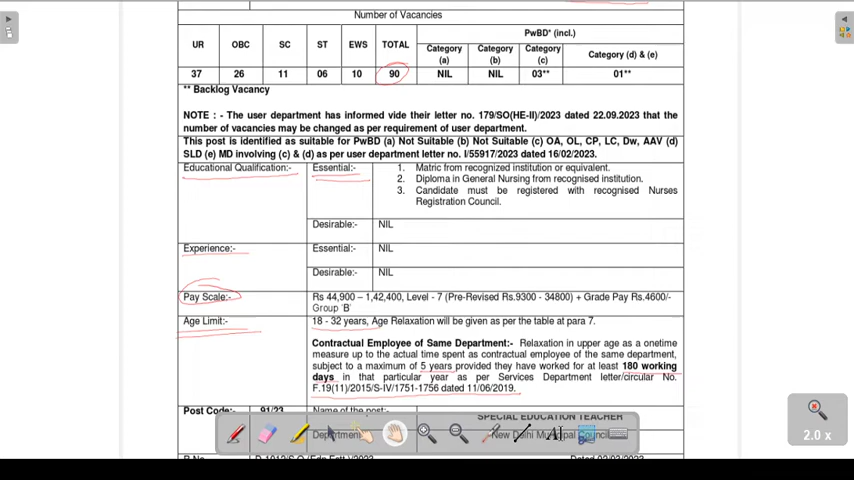 Number of Vacancies
UR OBC SC ST EWS TOTAL PwBD* (incl.)
Category (a) Category (b) Category (c) Category (d) & (e)
37 26 11 06 10 90 NIL NIL 03** 01**
** Backlog Vacancy
NOTE : - The user department has informed vide their letter no. 179/SO(HE-II)/2023 dated 22.09.2023 that the
number of vacancies may be changed as per requirement of user department.
This post is identified as suitable for PwBD (a) Not Suitable (b) Not Suitable (c) OA, OL, CP, LC, Dw, AAV (d)
SLD (e) MD involving (c) & (d) as per user department letter no. I/55917/2023 dated 16/02/2023.
Educational Qualification:- Essential:- 1. Matric from recognized institution or equivalent.
2. Diploma in General Nursing from recognised institution.
3. Candidate must be registered with recognised Nurses
Registration Council.
Desirable:- NIL
Experience:- Essential:- NIL
Desirable:- NIL
Pay Scale:- Rs 44,900 – 1,42,400, Level - 7 (Pre-Revised Rs.9300 - 34800) + Grade Pay Rs.4600/-
Group 'B'
Age Limit:- 18 - 32 years, Age Relaxation will be given as per the table at para 7.
Contractual Employee of Same Department:- Relaxation in upper age as a onetime
measure up to the actual time spent as contractual employee of the same department,
subject to a maximum of 5 years provided they have worked for at least 180 working
days in that particular year as per Services Department letter/circular No.
F.19(11)/2015/S-IV/1751-1756 dated 11/06/2019.
Post Code: 91/23 Name of the post: SPECIAL EDUCATION TEACHER
Department New Delhi Municipal Council
2.0 x